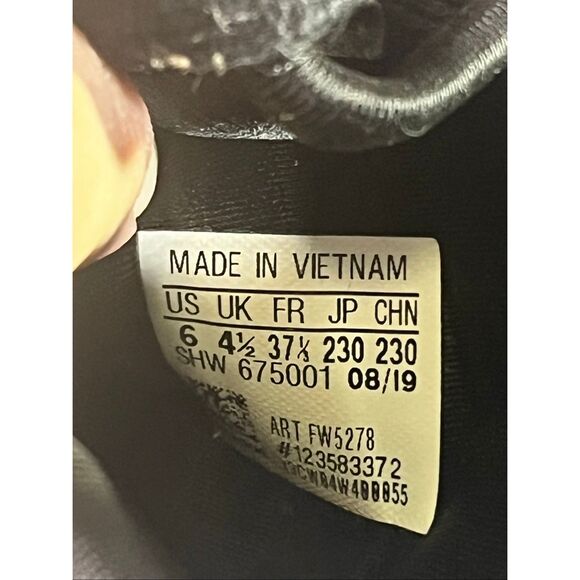 MADE IN VIETNAM
US UK FR JP CHN
6 4½ 37⅓ 230 230
SHW 675001 08/19
ART FW5278
#123583372